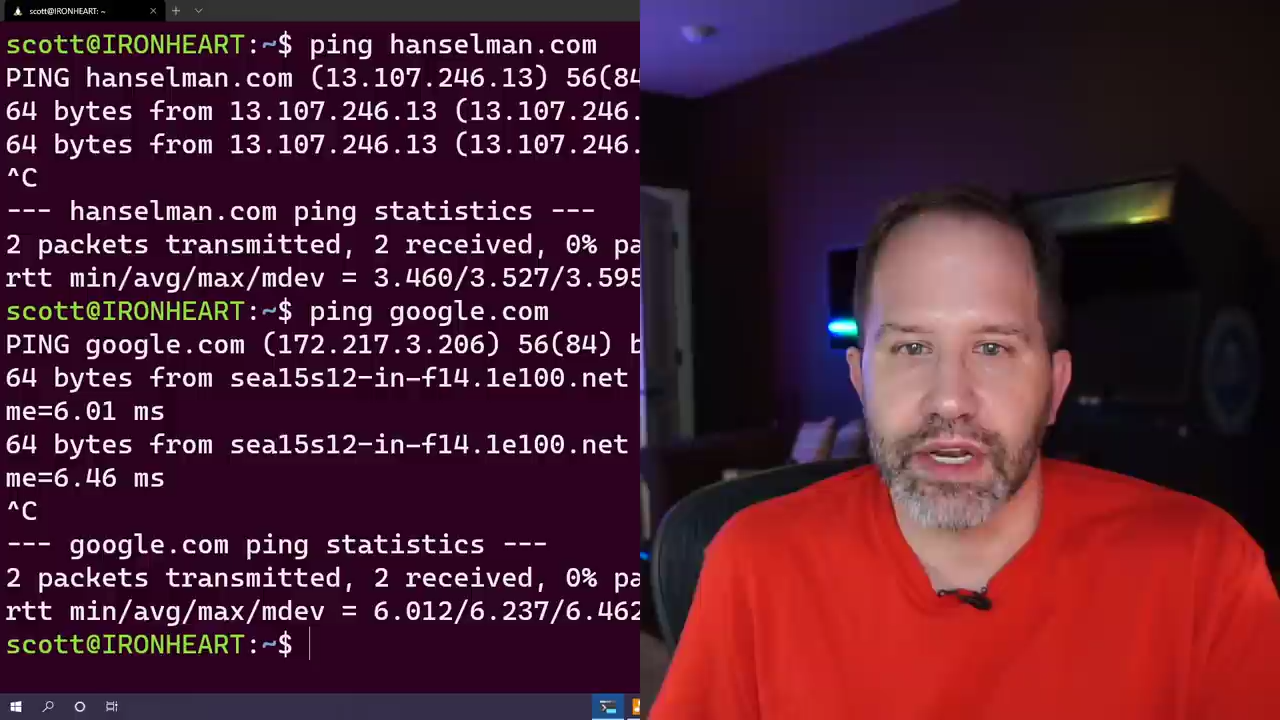 scott@IRONHEART: ~
scott@IRONHEART:~$ ping hanselman.com
PING hanselman.com (13.107.246.13) 56(84
64 bytes from 13.107.246.13 (13.107.246.
64 bytes from 13.107.246.13 (13.107.246.
^C
--- hanselman.com ping statistics ---
2 packets transmitted, 2 received, 0% pa
rtt min/avg/max/mdev = 3.460/3.527/3.595
scott@IRONHEART:~$ ping google.com
PING google.com (172.217.3.206) 56(84) b
64 bytes from sea15s12-in-f14.1e100.net
me=6.01 ms
64 bytes from sea15s12-in-f14.1e100.net
me=6.46 ms
^C
--- google.com ping statistics ---
2 packets transmitted, 2 received, 0% pa
rtt min/avg/max/mdev = 6.012/6.237/6.462
scott@IRONHEART:~$